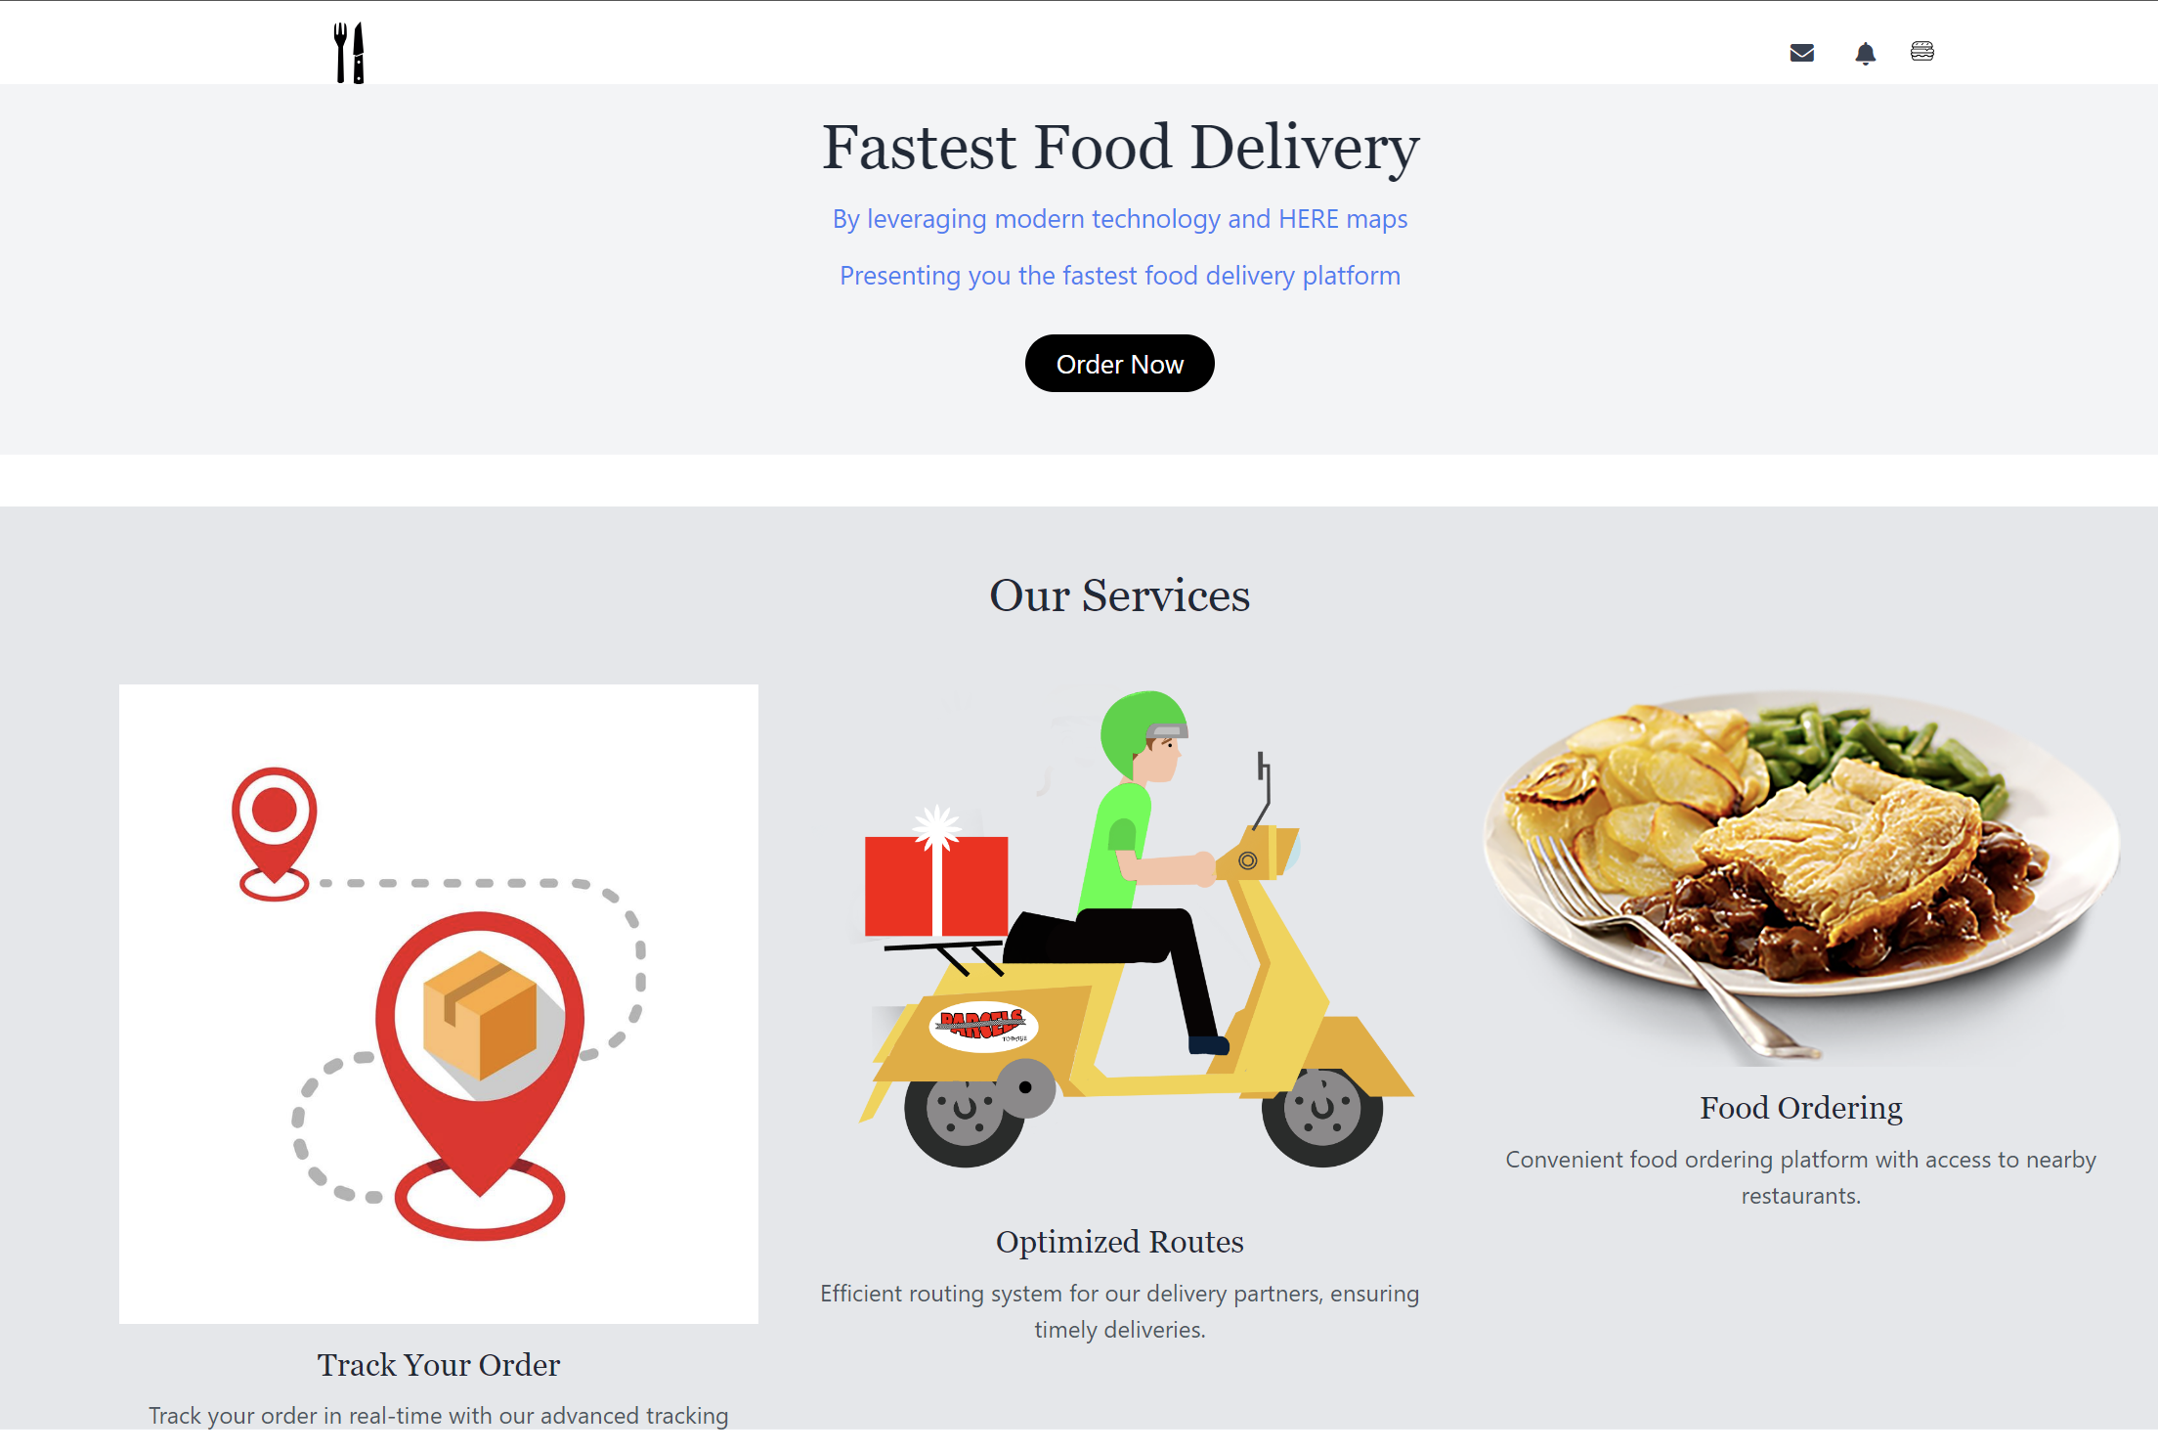 Fastest Food Delivery
By leveraging modern technology and HERE maps
Presenting you the fastest food delivery platform
Order Now
Our Services
PARCELS
TODAY
Food Ordering
Convenient food ordering platform with access to nearby
restaurants.
Optimized Routes
Efficient routing system for our delivery partners, ensuring
timely deliveries.
Track Your Order
Track your order in real-time with our advanced tracking